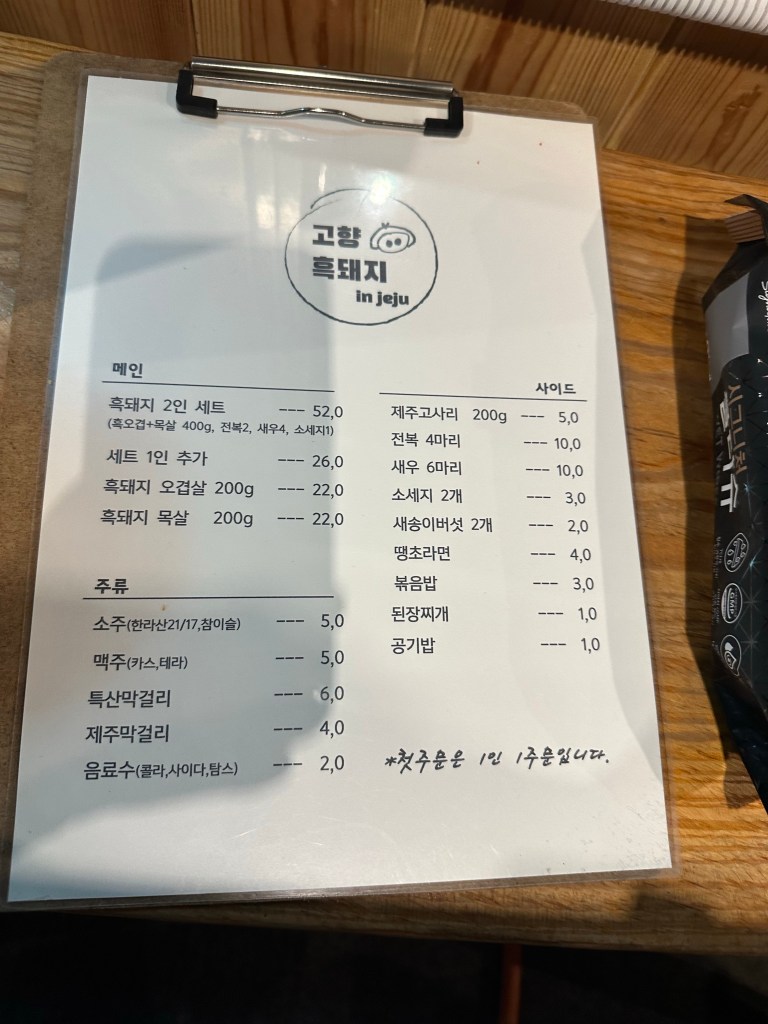 고향
흑돼지
in jeju
메인
흑돼지 2인 세트 --- 52,0
(흑오겹+목살 400g, 전복2, 새우4, 소세지1)
세트 1인 추가 --- 26,0
흑돼지 오겹살 200g --- 22,0
흑돼지 목살 200g --- 22,0
주류
소주(한라산21/17,참이슬) --- 5,0
맥주(카스,테라) --- 5,0
특산막걸리 --- 6,0
제주막걸리 --- 4,0
음료수(콜라,사이다,탐스) --- 2,0
사이드
제주고사리 200g --- 5,0
전복 4마리 --- 10,0
새우 6마리 --- 10,0
소세지 2개 --- 3,0
새송이버섯 2개 --- 2,0
땡초라면 --- 4,0
볶음밥 --- 3,0
된장찌개 --- 1,0
공기밥 --- 1,0
*첫주문은 1인 1주문입니다.
시그니처
GMP